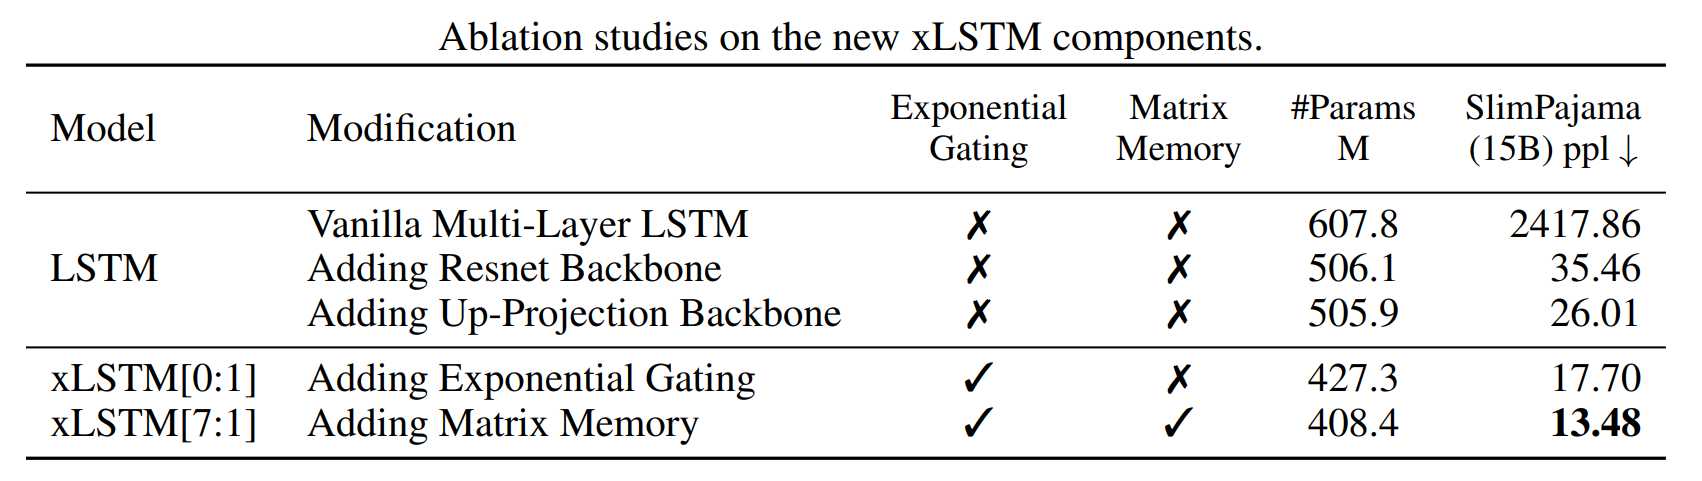 Ablation studies on the new xLSTM components.
Model Modification Exponential Gating Matrix Memory #Params M SlimPajama (15B) ppl ↓
LSTM Vanilla Multi-Layer LSTM ✗ ✗ 607.8 2417.86
Adding Resnet Backbone ✗ ✗ 506.1 35.46
Adding Up-Projection Backbone ✗ ✗ 505.9 26.01
xLSTM[0:1] Adding Exponential Gating ✓ ✗ 427.3 17.70
xLSTM[7:1] Adding Matrix Memory ✓ ✓ 408.4 13.48